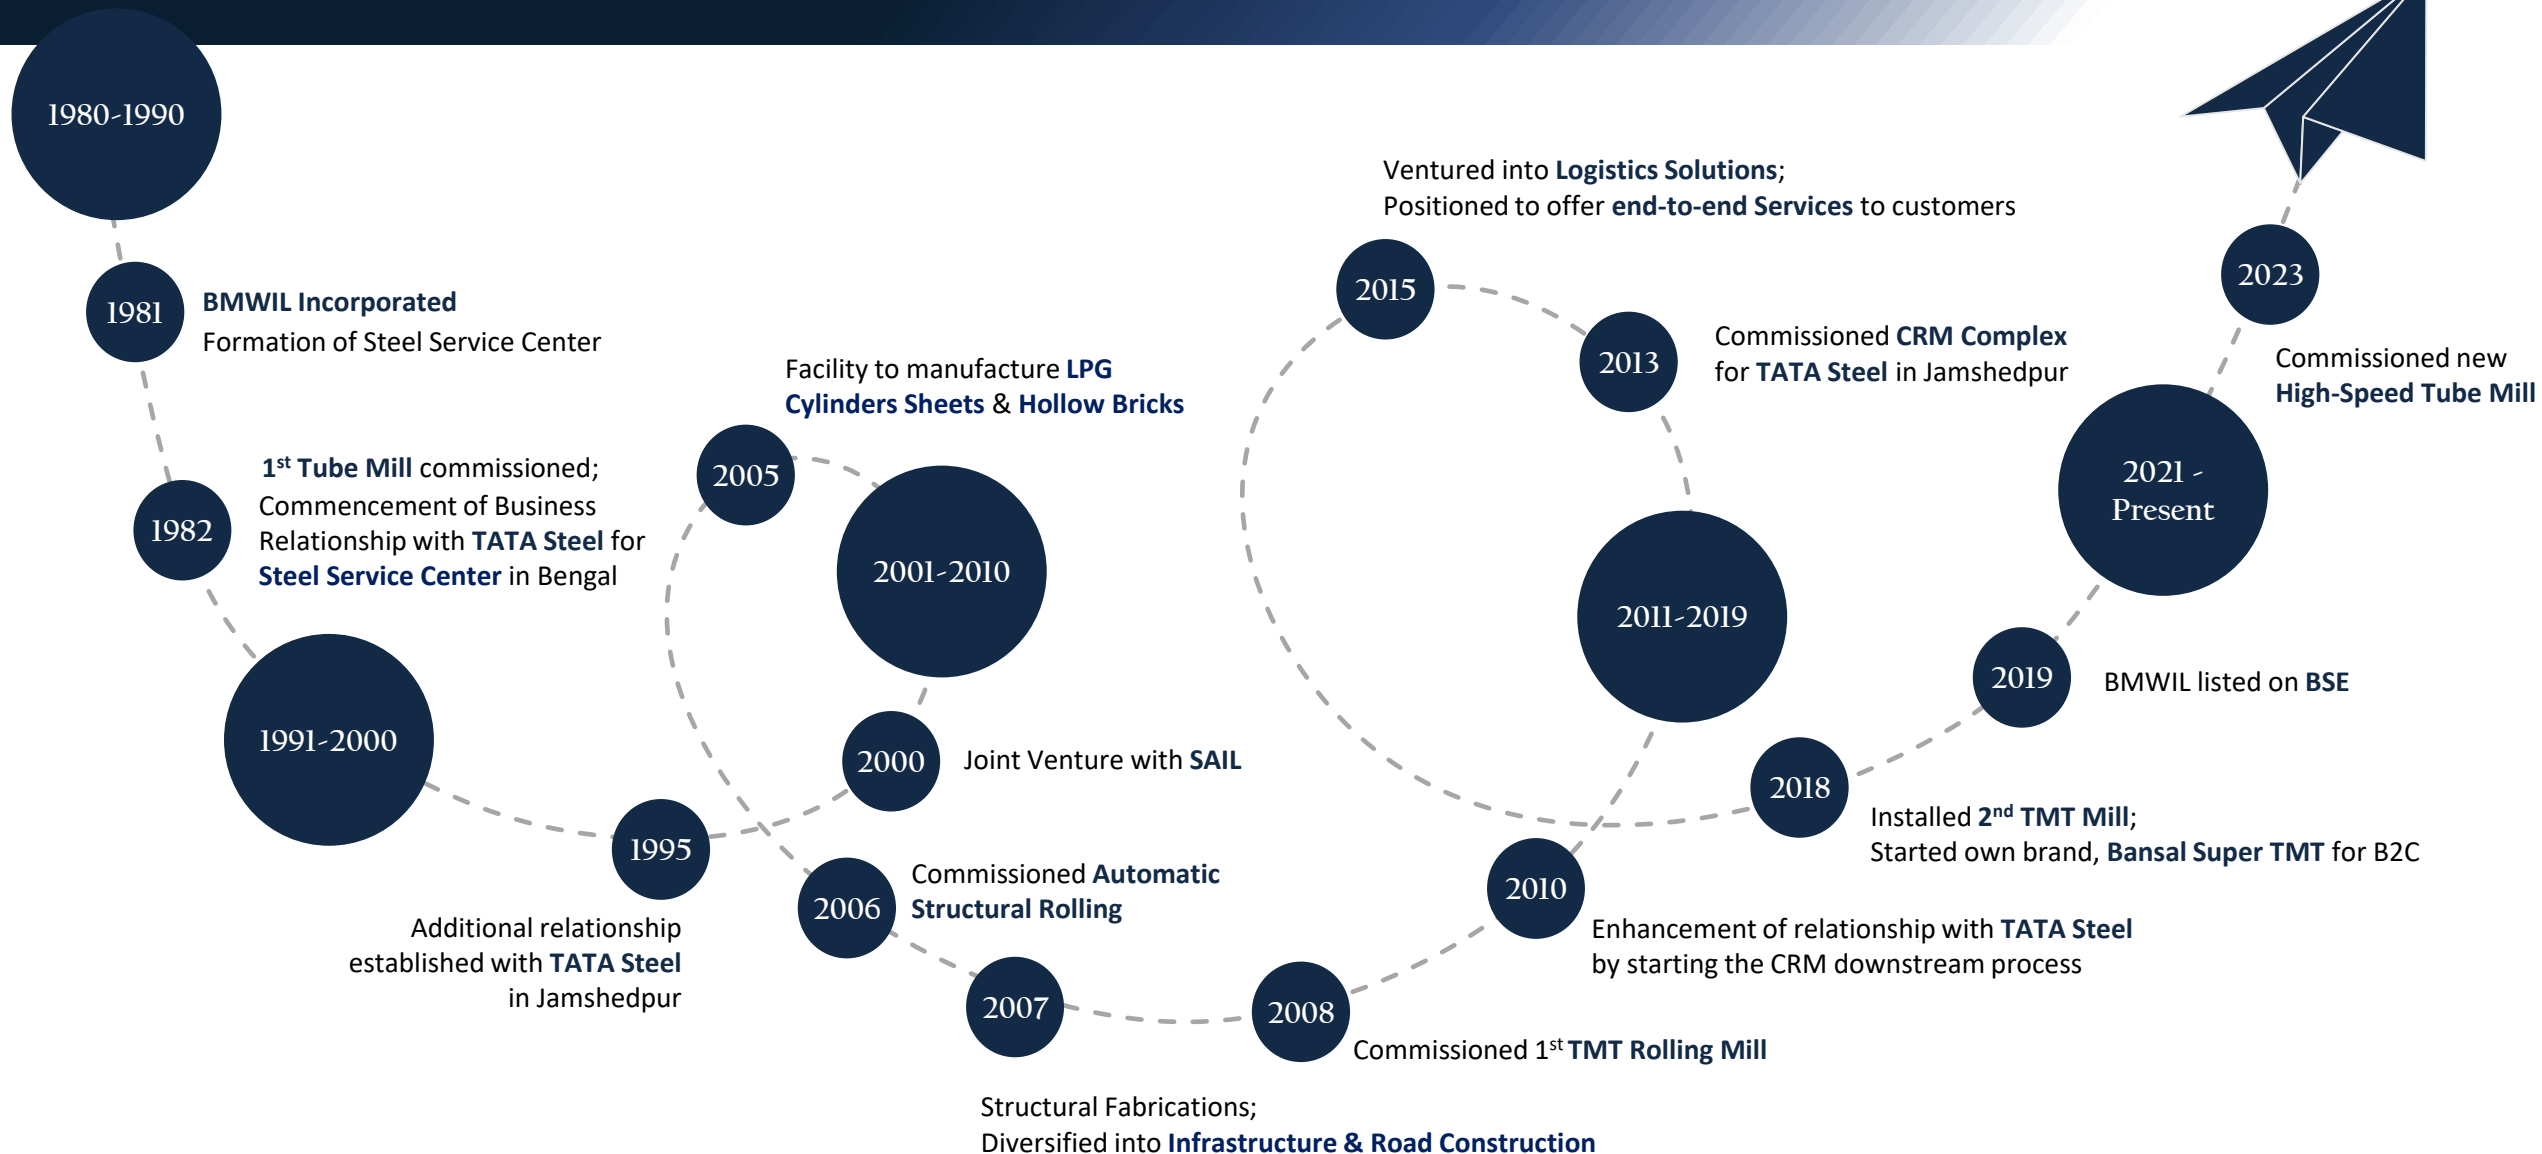 1980-1990
1981
BMWIL Incorporated
Formation of Steel Service Center
1982
1st Tube Mill commissioned;
Commencement of Business
Relationship with TATA Steel for
Steel Service Center in Bengal
1991-2000
1995
Additional relationship
established with TATA Steel
in Jamshedpur
2000
Joint Venture with SAIL
2001-2010
2005
Facility to manufacture LPG
Cylinders Sheets & Hollow Bricks
2006
Commissioned Automatic
Structural Rolling
2007
Structural Fabrications;
Diversified into Infrastructure & Road Construction
2008
Commissioned 1st TMT Rolling Mill
2010
Enhancement of relationship with TATA Steel
by starting the CRM downstream process
2011-2019
2013
Commissioned CRM Complex
for TATA Steel in Jamshedpur
2015
Ventured into Logistics Solutions;
Positioned to offer end-to-end Services to customers
2018
Installed 2nd TMT Mill;
Started own brand, Bansal Super TMT for B2C
2019
BMWIL listed on BSE
2021 -
Present
2023
Commissioned new
High-Speed Tube Mill